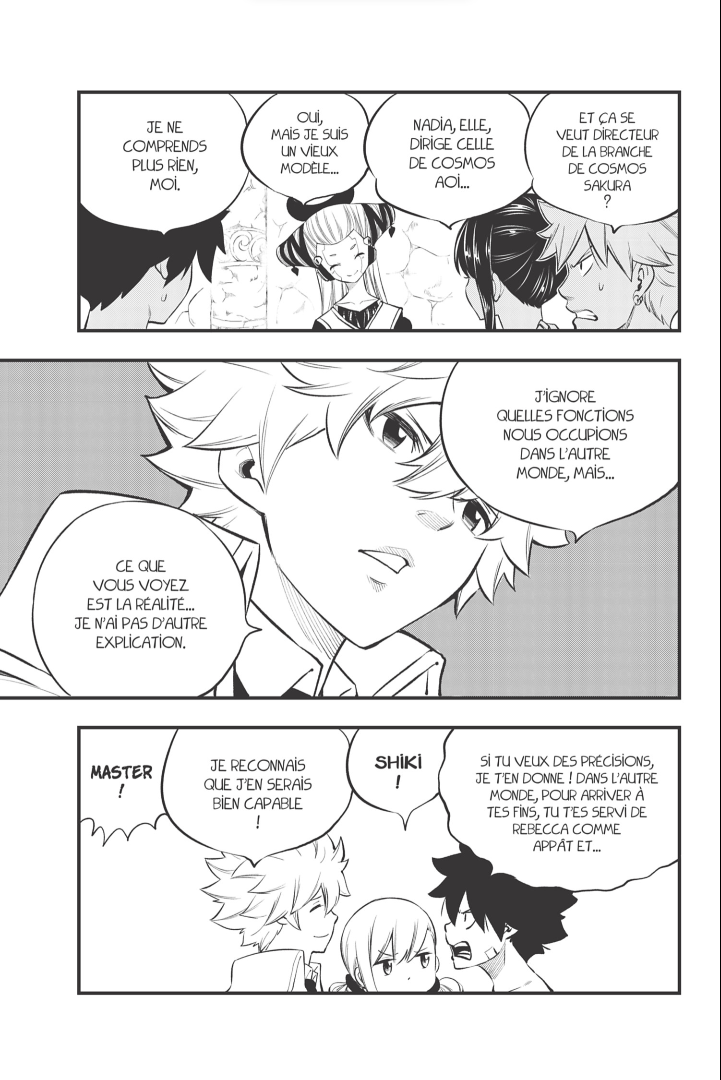 ET ÇA SE
VEUT DIRECTEUR
DE LA BRANCHE
DE COSMOS
SAKURA
?
NADIA, ELLE,
DIRIGE CELLE
DE COSMOS
AOI...
OUI,
MAIS JE SUIS
UN VIEUX
MODÈLE...
JE NE
COMPRENDS
PLUS RIEN,
MOI.
J'IGNORE
QUELLES FONCTIONS
NOUS OCCUPIONS
DANS L'AUTRE
MONDE, MAIS...
CE QUE
VOUS VOYEZ
EST LA RÉALITÉ...
JE N'AI PAS D'AUTRE
EXPLICATION.
SI TU VEUX DES PRÉCISIONS,
JE T'EN DONNE ! DANS L'AUTRE
MONDE, POUR ARRIVER À
TES FINS, TU T'ES SERVI DE
REBECCA COMME
APPÂT ET...
SHIKI
!
JE RECONNAIS
QUE J'EN SERAIS
BIEN CAPABLE
!
MASTER
!